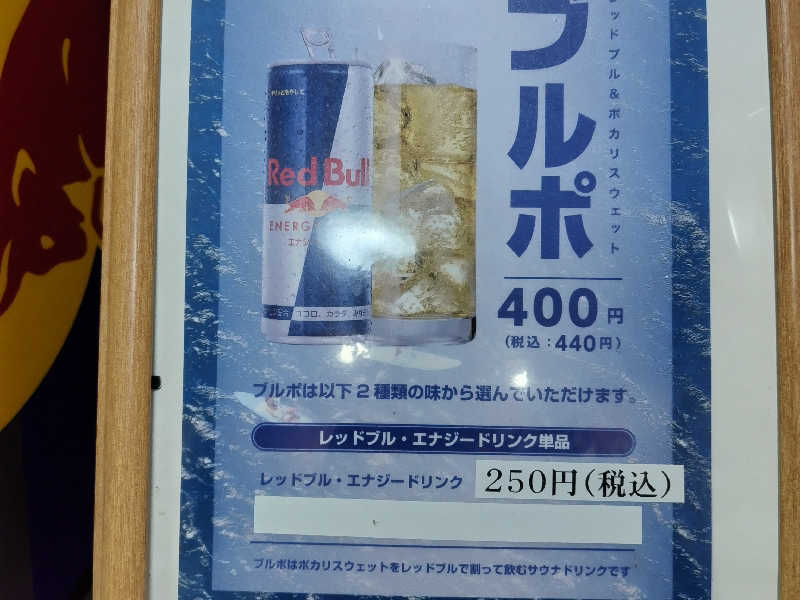 ブルポ
ッドブル&ポカリスウェット
400円
(税込:440円)
Red Bull
ENERG
エナジ
ココロ、カラダ、
ブルポは以下2種類の味から選んでいただけます。
レッドブル・エナジードリンク単品
レッドブル・エナジードリンク 250円(税込)
ブルポはポカリスウェットをレッドブルで割って飲むサウナドリンクです